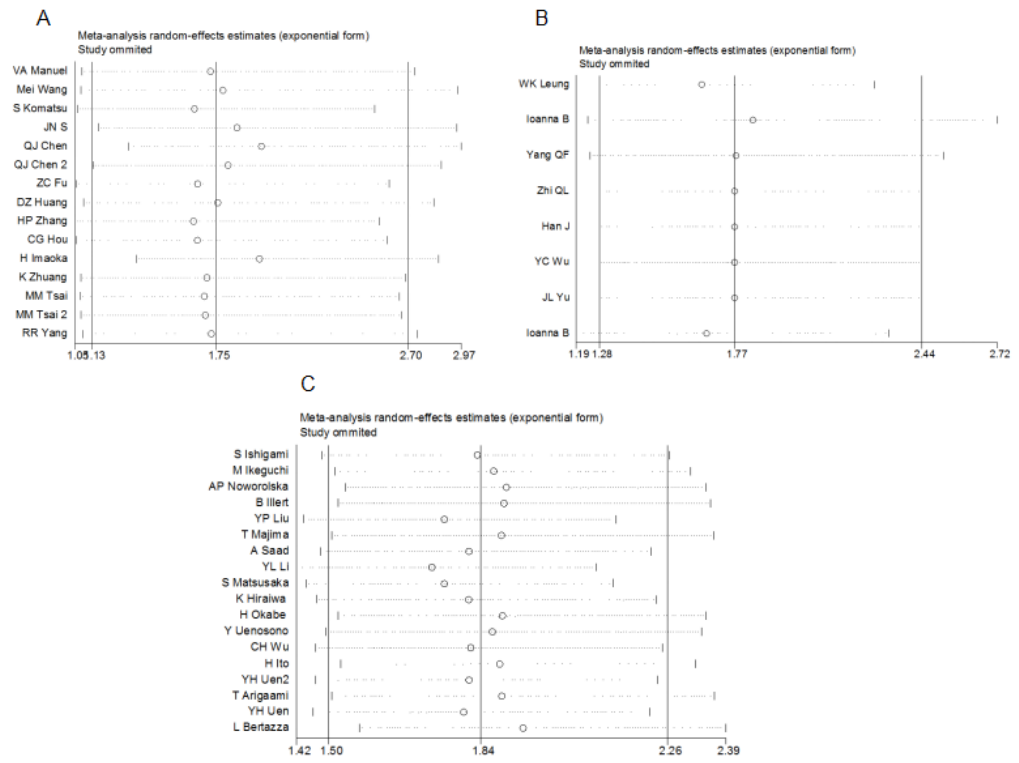 A
Meta-analysis random-effects estimates (exponential form)
Study ommited
VA Manuel
Mei Wang
S Komatsu
JN S
QJ Chen
QJ Chen 2
ZC Fu
DZ Huang
HP Zhang
CG Hou
H Imaoka
K Zhuang
MM Tsai
MM Tsai 2
RR Yang
1.13 1.75 2.70 2.97
B
Meta-analysis random-effects estimates (exponential form)
Study ommited
WK Leung
Ioanna B
Yang QF
Zhi QL
Han J
YC Wu
JL Yu
Ioanna B
1.19 1.28 1.77 2.44 2.72
C
Meta-analysis random-effects estimates (exponential form)
Study ommited
S Ishigami
M Ikeguchi
AP Noworolska
B Illert
YP Liu
T Majima
A Saad
YL Li
S Matsusaka
K Hiraiwa
H Okabe
Y Uenosono
CH Wu
H Ito
YH Uen2
T Arigaami
YH Uen
L Bertazza
1.42 1.50 1.84 2.26 2.39